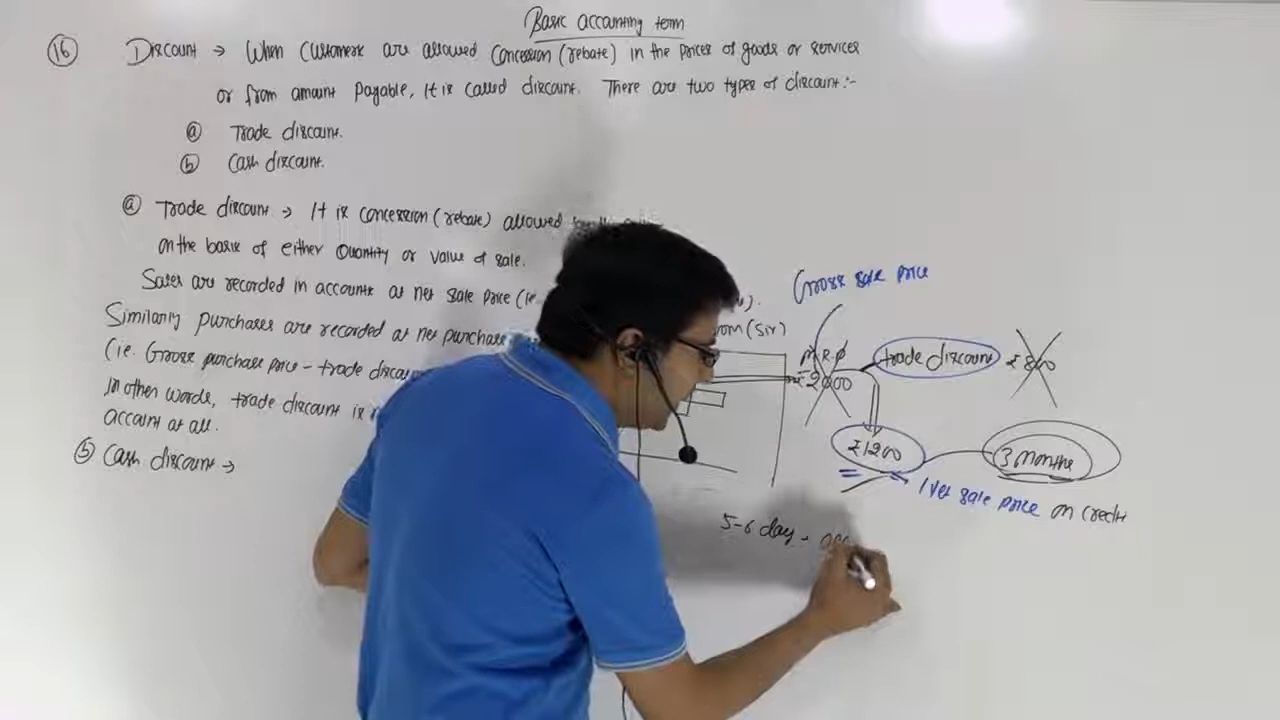 Basic accounting term
16 Discount → When customers are allowed concession (rebate) in the prices of goods or services
or from amount payable, It is called discount. There are two types of discount:-
a Trade discount.
b Cash discount.
a Trade discount → It is concession (rebate) allowed
on the basis of either Quantity or value of sale.
Sales are recorded in accounts at net sale price (ie.
Similarly purchases are recorded at net purchase
(ie. Gross purchase price - trade
In other words, trade discount is
account at all.
b Cash discount →
Gross sale price
(Sir)
M.R.P
₹2000
trade discount
₹800
₹1200
3 months
Net sale price on credit
5-6 day -